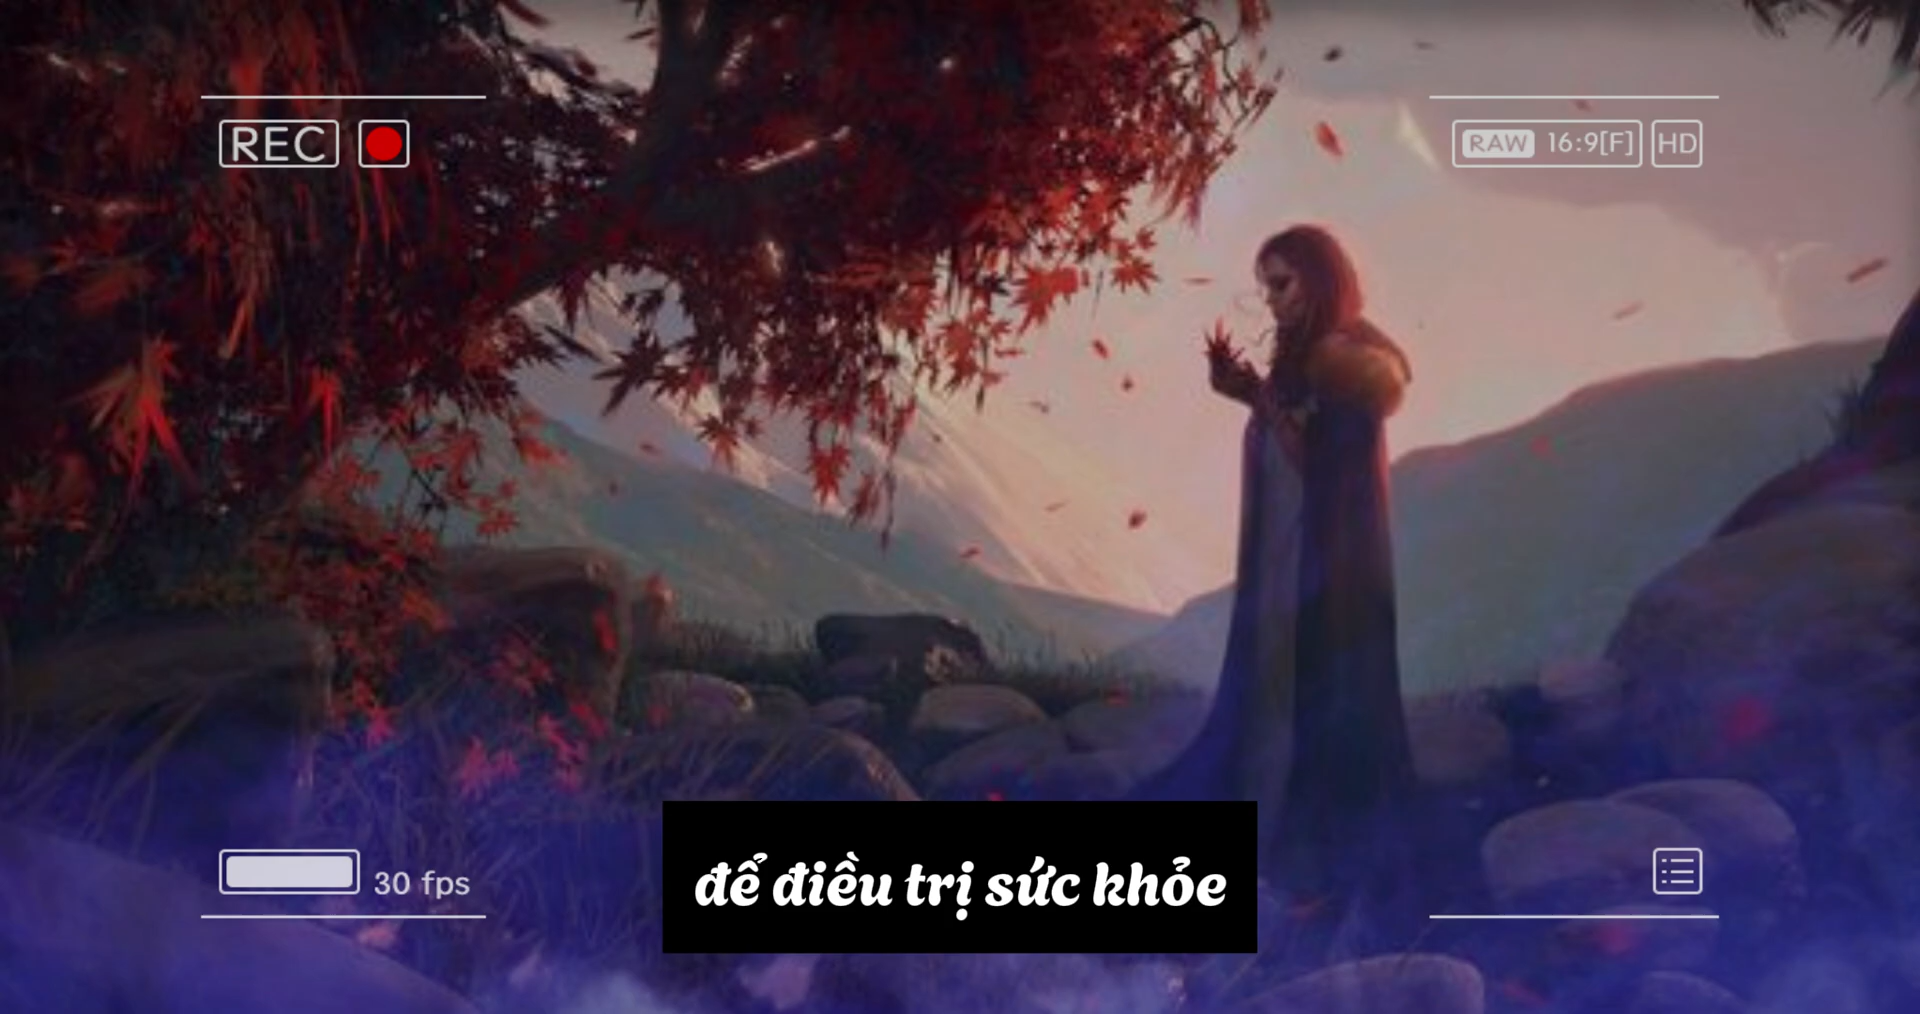 REC
RAW 16:9[F] HD
30 fps
để điều trị sức khỏe